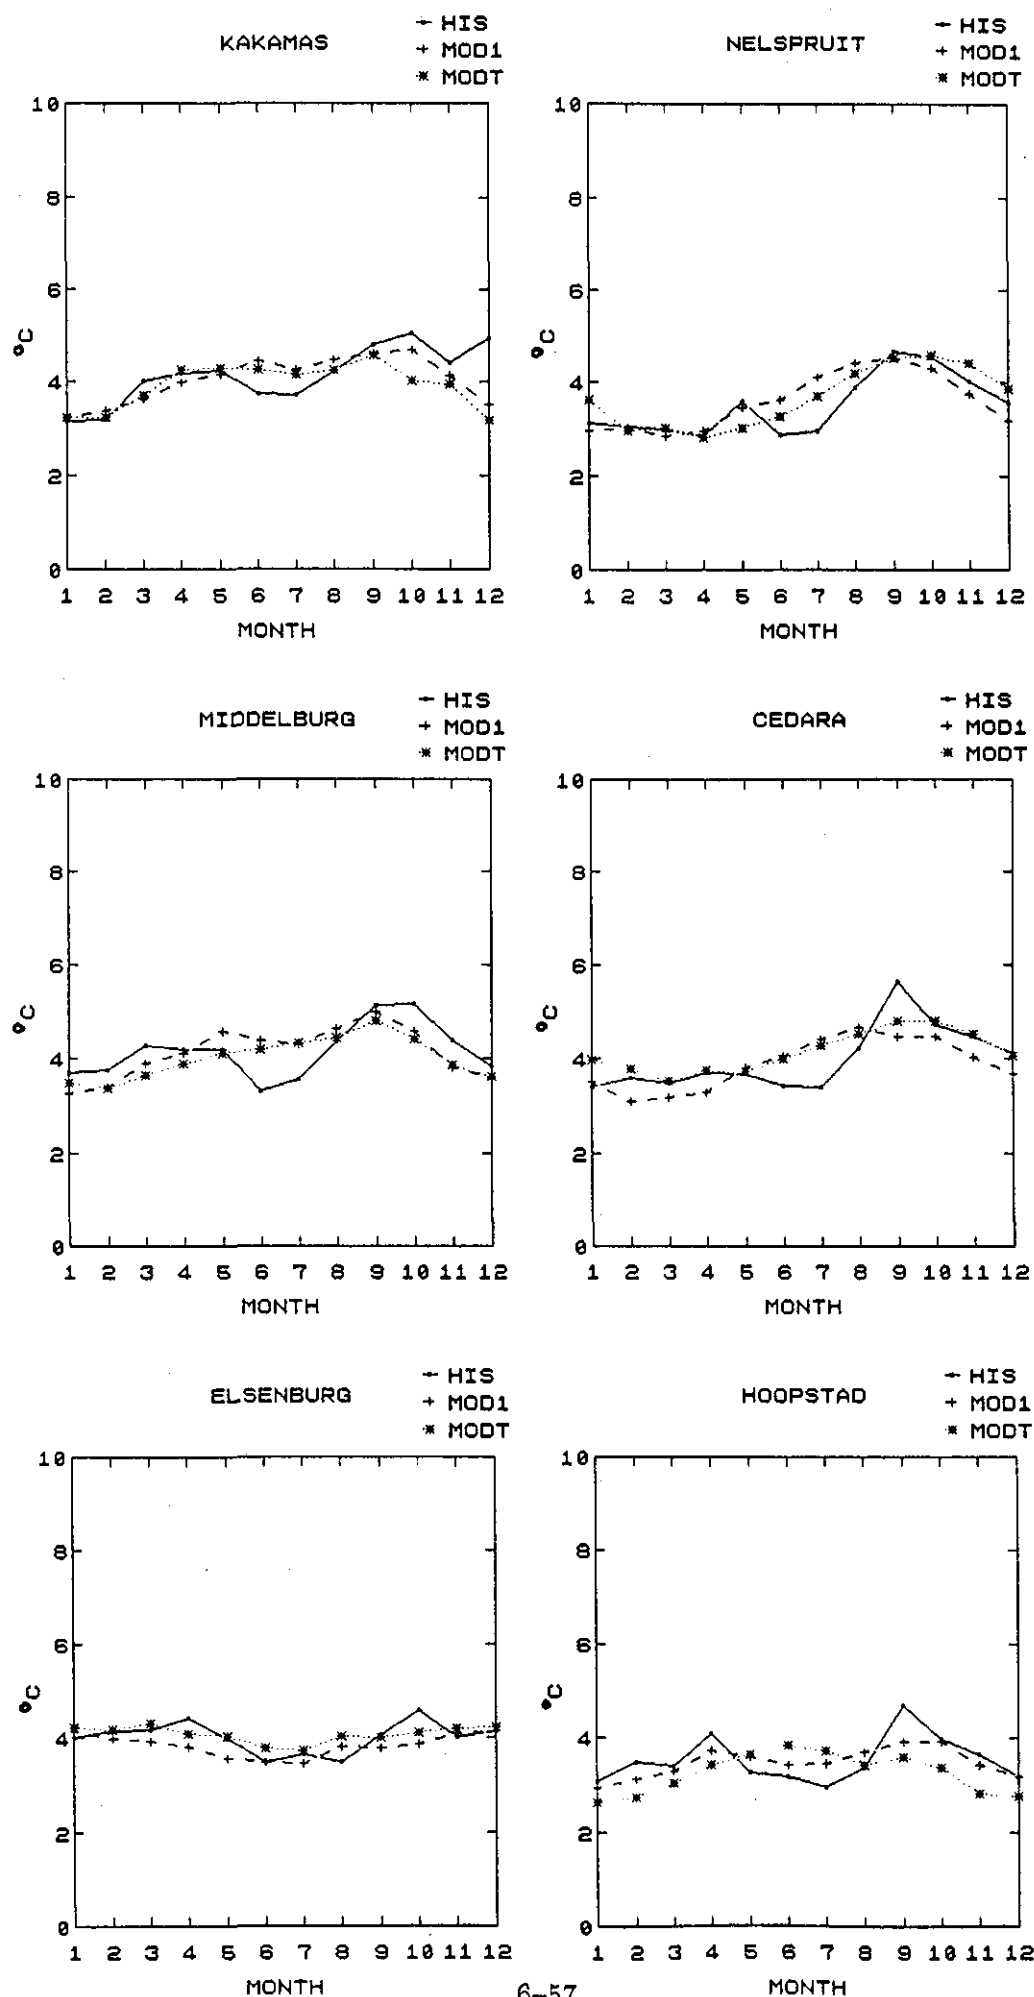 KAKAMAS
HIS
MOD1
MODT
10
8
6
4
2
0
°C
1 2 3 4 5 6 7 8 9 10 11 12
MONTH
NELSPRUIT
HIS
MOD1
MODT
10
8
6
4
2
0
°C
1 2 3 4 5 6 7 8 9 10 11 12
MONTH
MIDDELBURG
HIS
MOD1
MODT
10
8
6
4
2
0
°C
1 2 3 4 5 6 7 8 9 10 11 12
MONTH
CEDARA
HIS
MOD1
MODT
10
8
6
4
2
0
°C
1 2 3 4 5 6 7 8 9 10 11 12
MONTH
ELSENBURG
HIS
MOD1
MODT
10
8
6
4
2
0
°C
1 2 3 4 5 6 7 8 9 10 11 12
MONTH
HOOPSTAD
HIS
MOD1
MODT
10
8
6
4
2
0
°C
1 2 3 4 5 6 7 8 9 10 11 12
MONTH
6-57